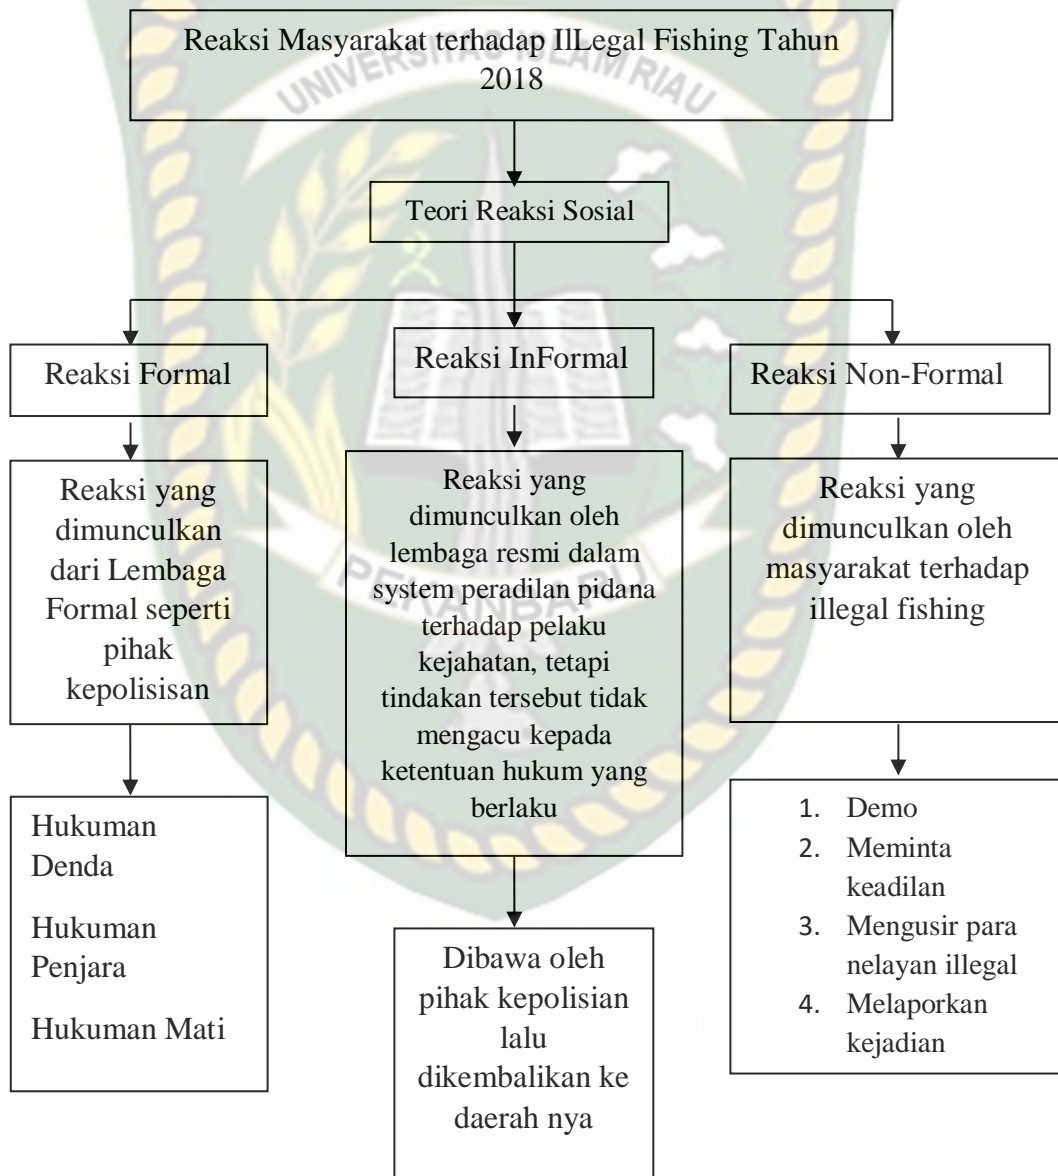 Reaksi Masyarakat terhadap IlLegal Fishing Tahun
2018
UNIVERSITAS ISLAM RIAU
Teori Reaksi Sosial
Reaksi Formal
Reaksi InFormal
Reaksi Non-Formal
Reaksi yang
dimunculkan
dari Lembaga
Formal seperti
pihak
kepolisisan
Reaksi yang
dimunculkan oleh
lembaga resmi dalam
system peradilan pidana
terhadap pelaku
kejahatan, tetapi
tindakan tersebut tidak
mengacu kepada
ketentuan hukum yang
berlaku
Reaksi yang
dimunculkan oleh
masyarakat terhadap
illegal fishing
PEKANBARU
Hukuman
Denda
Hukuman
Penjara
Hukuman Mati
Dibawa oleh
pihak kepolisian
lalu
dikembalikan ke
daerah nya
1. Demo
2. Meminta
keadilan
3. Mengusir para
nelayan illegal
4. Melaporkan
kejadian